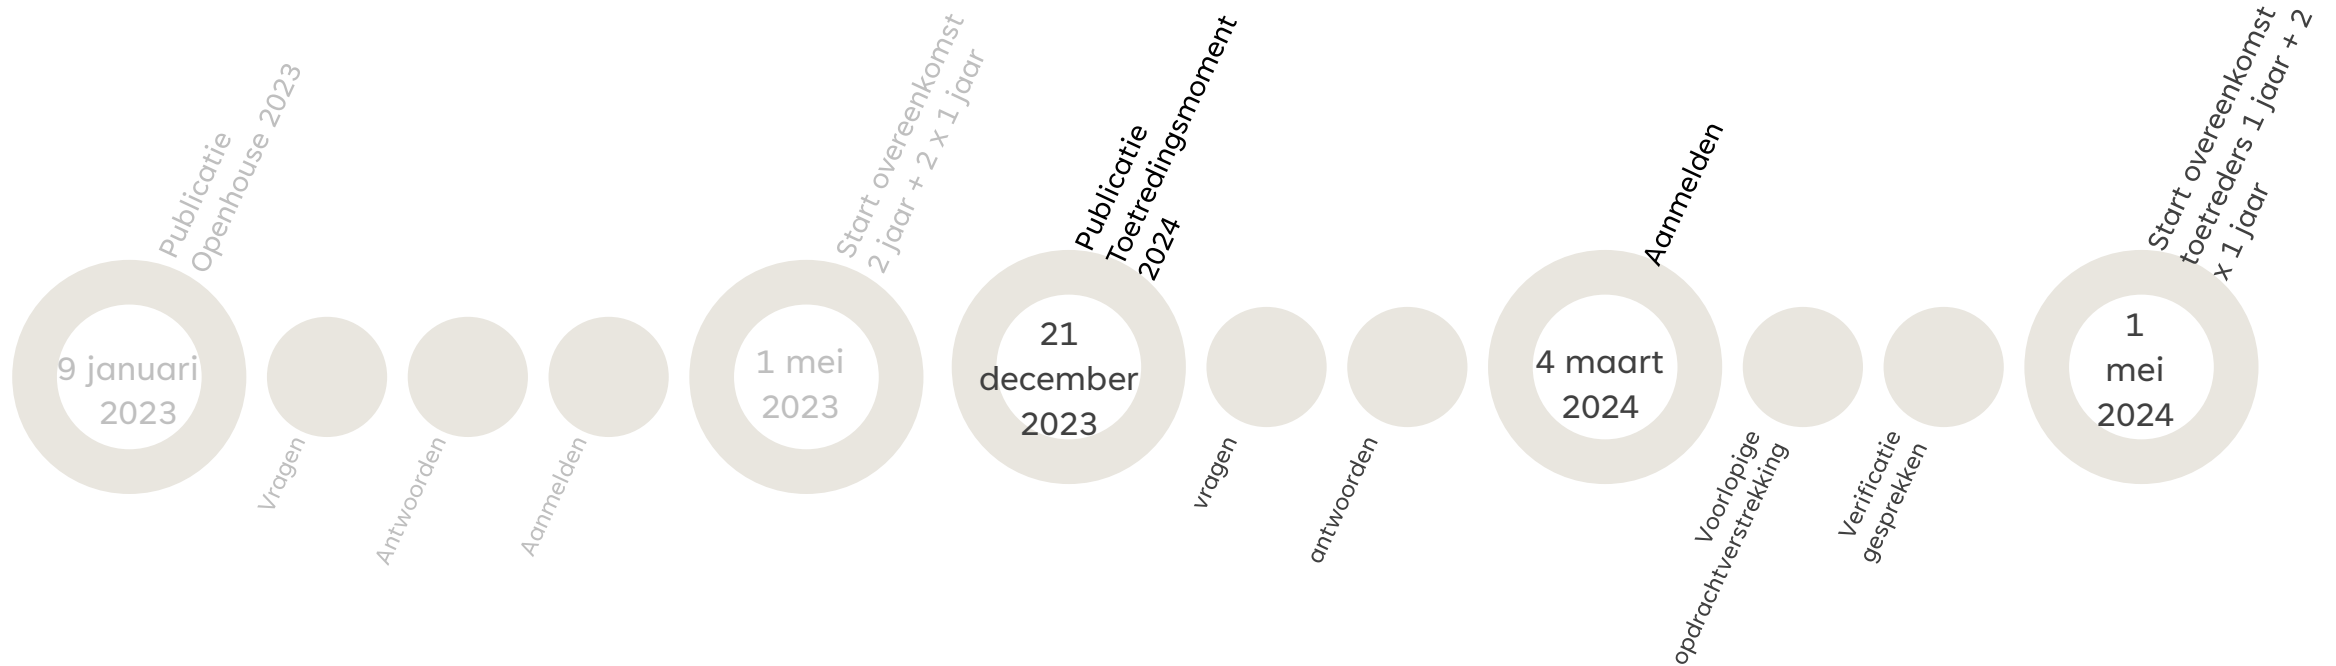 Publicatie
Openhouse 2023
9 januari
2023
Vragen
Antwoorden
Aanmelden
Start overeenkomst
2 jaar + 2 x 1 jaar
1 mei
2023
Publicatie
Toetredingsmoment
2024
21
december
2023
vragen
antwoorden
Aanmelden
4 maart
2024
Voorlopige
opdrachtverstrekking
Verificatie
gesprekken
Start overeenkomst
toetreders 1 jaar + 2
x 1 jaar
1
mei
2024